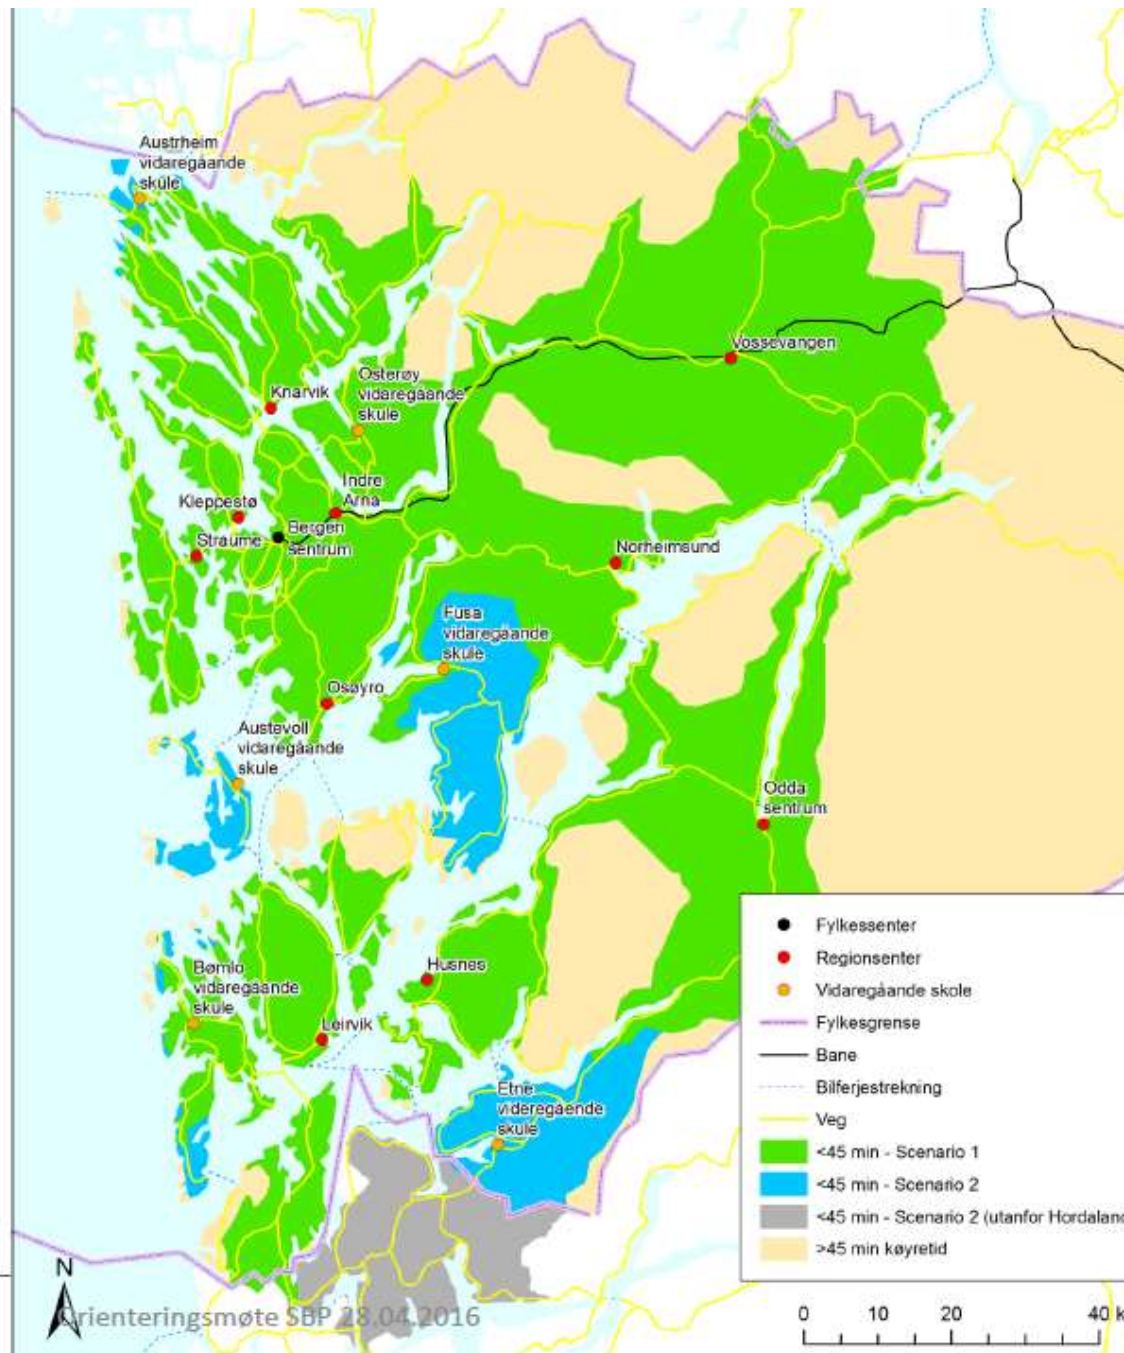 Austrheim
vidaregåande
skule
Vossevangen
Osterøy
vidaregåande
skule
Knarvik
Indre
Arna
Kleppestø
Bergen
sentrum
Straume
Norheimsund
Fusa
vidaregåande
skule
Osøyro
Austevoll
vidaregåande
skule
Odda
sentrum
Husnes
Bømlo
vidaregåande
skule
Leirvik
Etne
videregående
skule
Fylkessenter
Regionsenter
Vidaregåande skole
Fylkesgrense
Bane
Bilferjestrekning
Veg
<45 min - Scenario 1
<45 min - Scenario 2
<45 min - Scenario 2 (utanfor Hordaland
>45 min køyretid
N
Orienteringsmøte SBP 28.04.2016
0 10 20 40 k